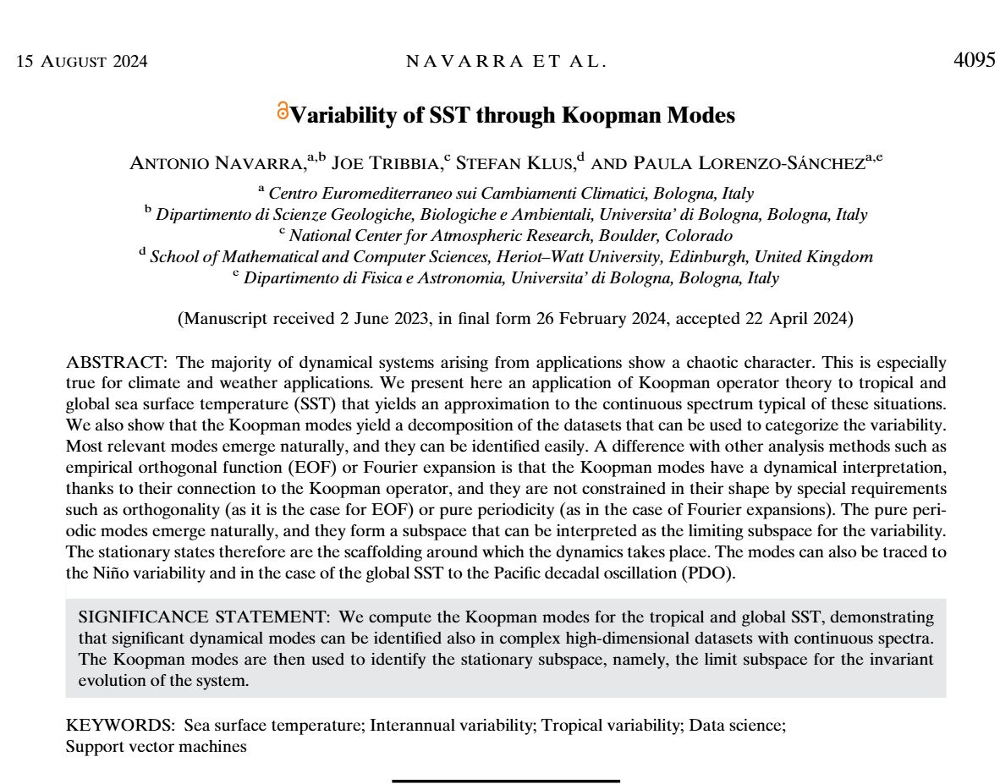 15 AUGUST 2024 NAVARRA ET AL. 4095
Variability of SST through Koopman Modes
ANTONIO NAVARRA,a,b JOE TRIBBIA,c STEFAN KLUS,d AND PAULA LORENZO-SÁNCHEZa,e
a Centro Euromediterraneo sui Cambiamenti Climatici, Bologna, Italy
b Dipartimento di Scienze Geologiche, Biologiche e Ambientali, Universita' di Bologna, Bologna, Italy
c National Center for Atmospheric Research, Boulder, Colorado
d School of Mathematical and Computer Sciences, Heriot–Watt University, Edinburgh, United Kingdom
e Dipartimento di Fisica e Astronomia, Universita' di Bologna, Bologna, Italy
(Manuscript received 2 June 2023, in final form 26 February 2024, accepted 22 April 2024)
ABSTRACT: The majority of dynamical systems arising from applications show a chaotic character. This is especially
true for climate and weather applications. We present here an application of Koopman operator theory to tropical and
global sea surface temperature (SST) that yields an approximation to the continuous spectrum typical of these situations.
We also show that the Koopman modes yield a decomposition of the datasets that can be used to categorize the variability.
Most relevant modes emerge naturally, and they can be identified easily. A difference with other analysis methods such as
empirical orthogonal function (EOF) or Fourier expansion is that the Koopman modes have a dynamical interpretation,
thanks to their connection to the Koopman operator, and they are not constrained in their shape by special requirements
such as orthogonality (as it is the case for EOF) or pure periodicity (as in the case of Fourier expansions). The pure peri-
odic modes emerge naturally, and they form a subspace that can be interpreted as the limiting subspace for the variability.
The stationary states therefore are the scaffolding around which the dynamics takes place. The modes can also be traced to
the Niño variability and in the case of the global SST to the Pacific decadal oscillation (PDO).
SIGNIFICANCE STATEMENT: We compute the Koopman modes for the tropical and global SST, demonstrating
that significant dynamical modes can be identified also in complex high-dimensional datasets with continuous spectra.
The Koopman modes are then used to identify the stationary subspace, namely, the limit subspace for the invariant
evolution of the system.
KEYWORDS: Sea surface temperature; Interannual variability; Tropical variability; Data science;
Support vector machines